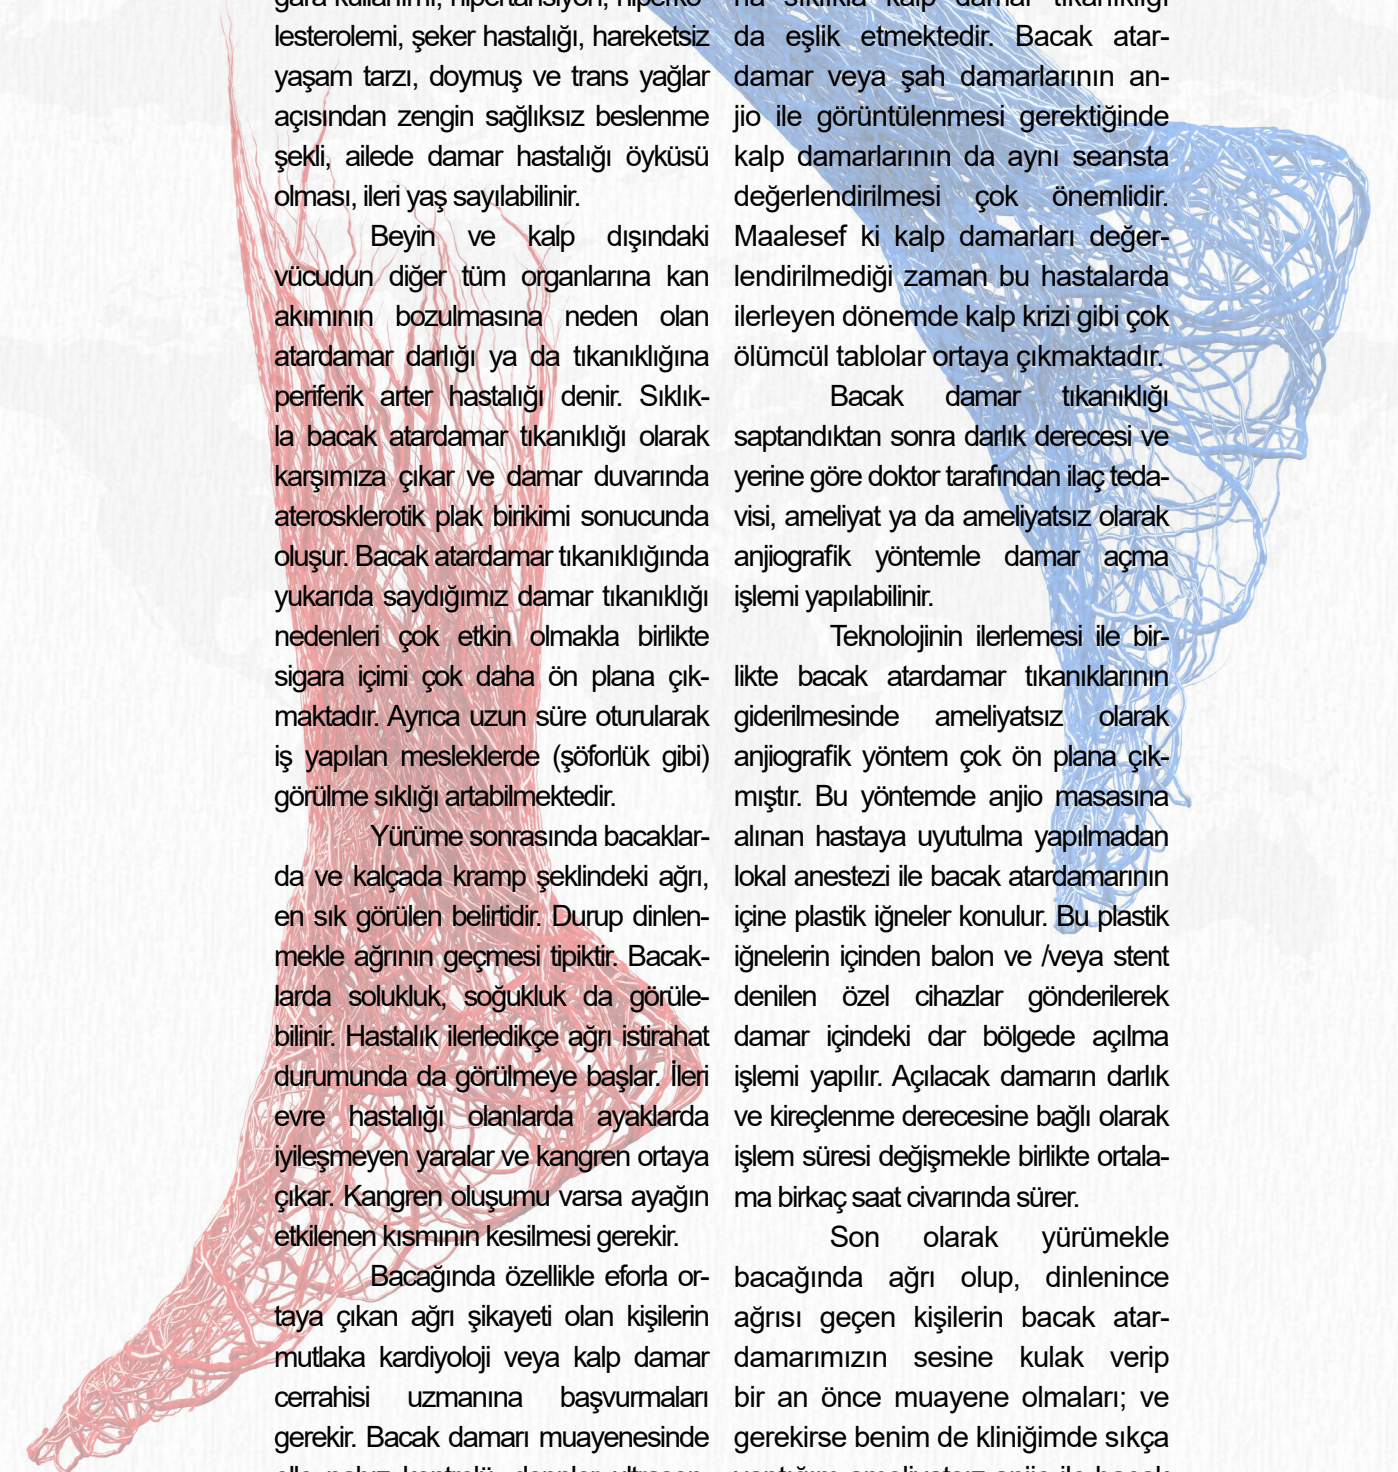 lesterolemi, şeker hastalığı, hareketsiz
yaşam tarzı, doymuş ve trans yağlar
açısından zengin sağlıksız beslenme
şekli, ailede damar hastalığı öyküsü
olması, ileri yaş sayılabilinir.
Beyin ve kalp dışındaki
vücudun diğer tüm organlarına kan
akımının bozulmasına neden olan
atardamar darlığı ya da tıkanıklığına
periferik arter hastalığı denir. Sıklık-
la bacak atardamar tıkanıklığı olarak
karşımıza çıkar ve damar duvarında
aterosklerotik plak birikimi sonucunda
oluşur. Bacak atardamar tıkanıklığında
yukarıda saydığımız damar tıkanıklığı
nedenleri çok etkin olmakla birlikte
sigara içimi çok daha ön plana çık-
maktadır. Ayrıca uzun süre oturularak
iş yapılan mesleklerde (şöforlük gibi)
görülme sıklığı artabilmektedir.
Yürüme sonrasında bacaklar-
da ve kalçada kramp şeklindeki ağrı,
en sık görülen belirtidir. Durup dinlen-
mekle ağrının geçmesi tipiktir. Bacak-
larda solukluk, soğukluk da görüle-
bilinir. Hastalık ilerledikçe ağrı istirahat
durumunda da görülmeye başlar. İleri
evre hastalığı olanlarda ayaklarda
iyileşmeyen yaralar ve kangren ortaya
çıkar. Kangren oluşumu varsa ayağın
etkilenen kısmının kesilmesi gerekir.
Bacağında özellikle eforla or-
taya çıkan ağrı şikayeti olan kişilerin
mutlaka kardiyoloji veya kalp damar
cerrahisi uzmanına başvurmaları
gerekir. Bacak damarı muayenesinde
da eşlik etmektedir. Bacak atar-
damar veya şah damarlarının an-
jio ile görüntülenmesi gerektiğinde
kalp damarlarının da aynı seansta
değerlendirilmesi çok önemlidir.
Maalesef ki kalp damarları değer-
lendirilmediği zaman bu hastalarda
ilerleyen dönemde kalp krizi gibi çok
ölümcül tablolar ortaya çıkmaktadır.
Bacak damar tıkanıklığı
saptandıktan sonra darlık derecesi ve
yerine göre doktor tarafından ilaç teda-
visi, ameliyat ya da ameliyatsız olarak
anjiografik yöntemle damar açma
işlemi yapılabilinir.
Teknolojinin ilerlemesi ile bir-
likte bacak atardamar tıkanıklarının
giderilmesinde ameliyatsız olarak
anjiografik yöntem çok ön plana çık-
mıştır. Bu yöntemde anjio masasına
alınan hastaya uyutulma yapılmadan
lokal anestezi ile bacak atardamarının
içine plastik iğneler konulur. Bu plastik
iğnelerin içinden balon ve /veya stent
denilen özel cihazlar gönderilerek
damar içindeki dar bölgede açılma
işlemi yapılır. Açılacak damarın darlık
ve kireçlenme derecesine bağlı olarak
işlem süresi değişmekle birlikte ortala-
ma birkaç saat civarında sürer.
Son olarak yürümekle
bacağında ağrı olup, dinlenince
ağrısı geçen kişilerin bacak atar-
damarımızın sesine kulak verip
bir an önce muayene olmaları; ve
gerekirse benim de kliniğimde sıkça